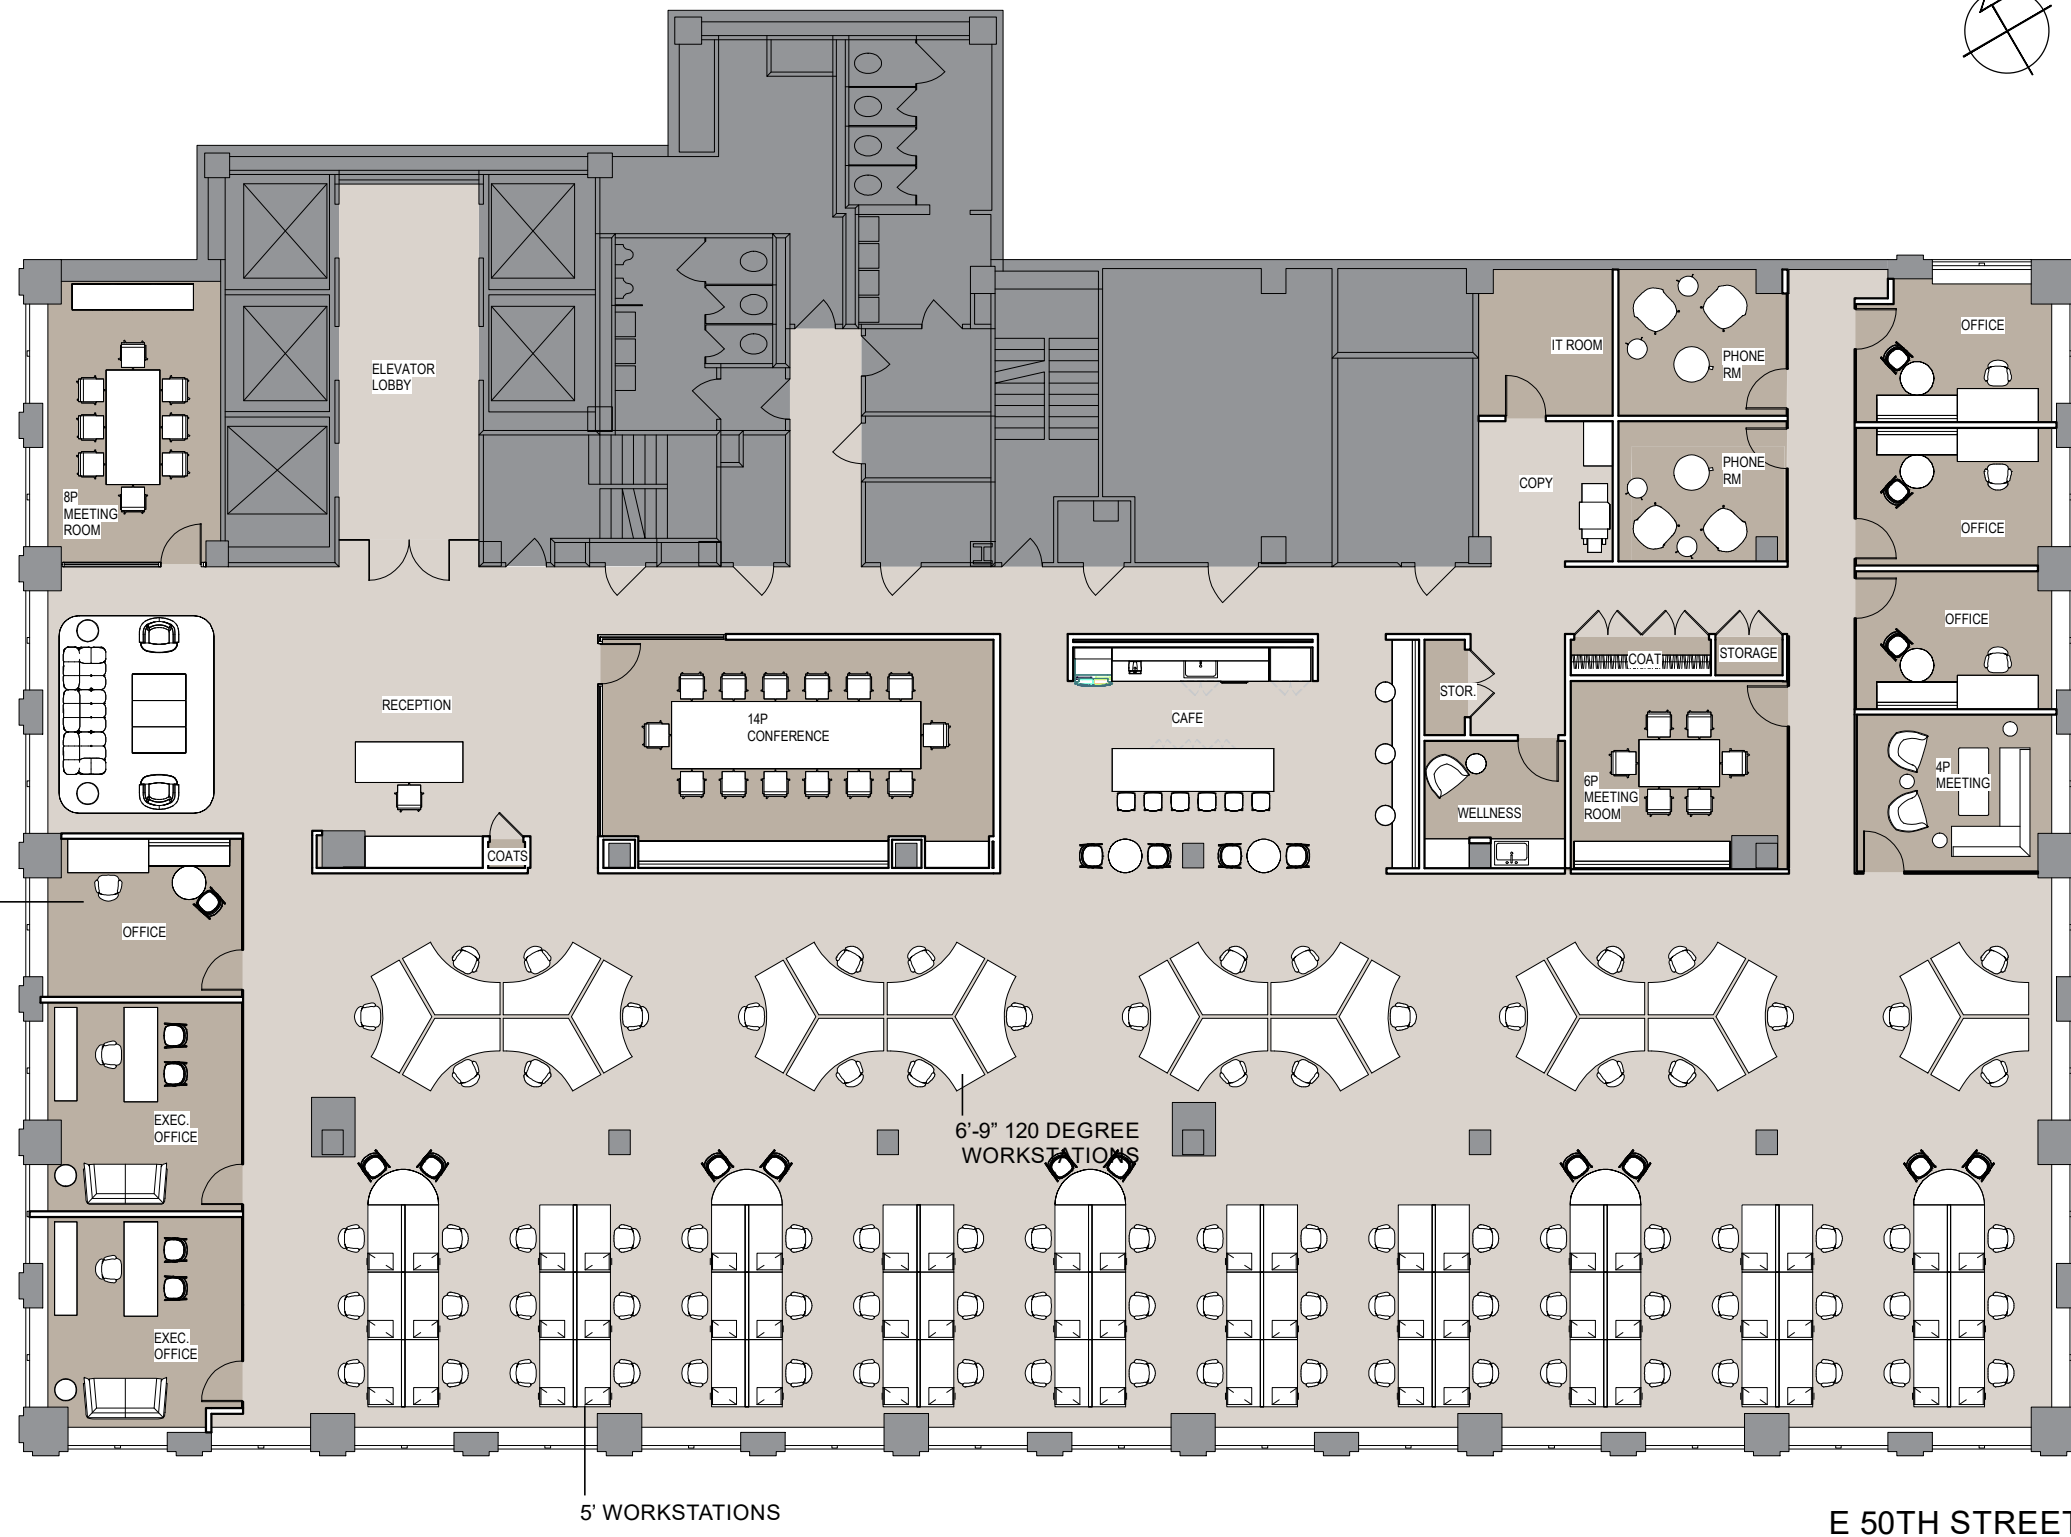 ELEVATOR
LOBBY
8P
MEETING
ROOM
IT ROOM
PHONE
RM
OFFICE
COPY
PHONE
RM
OFFICE
OFFICE
RECEPTION
14P
CONFERENCE
CAFE
STOR.
COAT
STORAGE
6P
MEETING
ROOM
4P
MEETING
WELLNESS
COATS
OFFICE
EXEC.
OFFICE
6'-9” 120 DEGREE
WORKSTATIONS
EXEC.
OFFICE
5’ WORKSTATIONS
E 50TH STREET